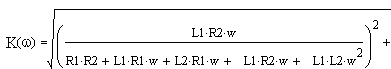 K(ω) = √((L1·R2·w / (R1·R2 + L1·R1·w + L2·R1·w + L1·R2·w + L1·L2·w²))² +